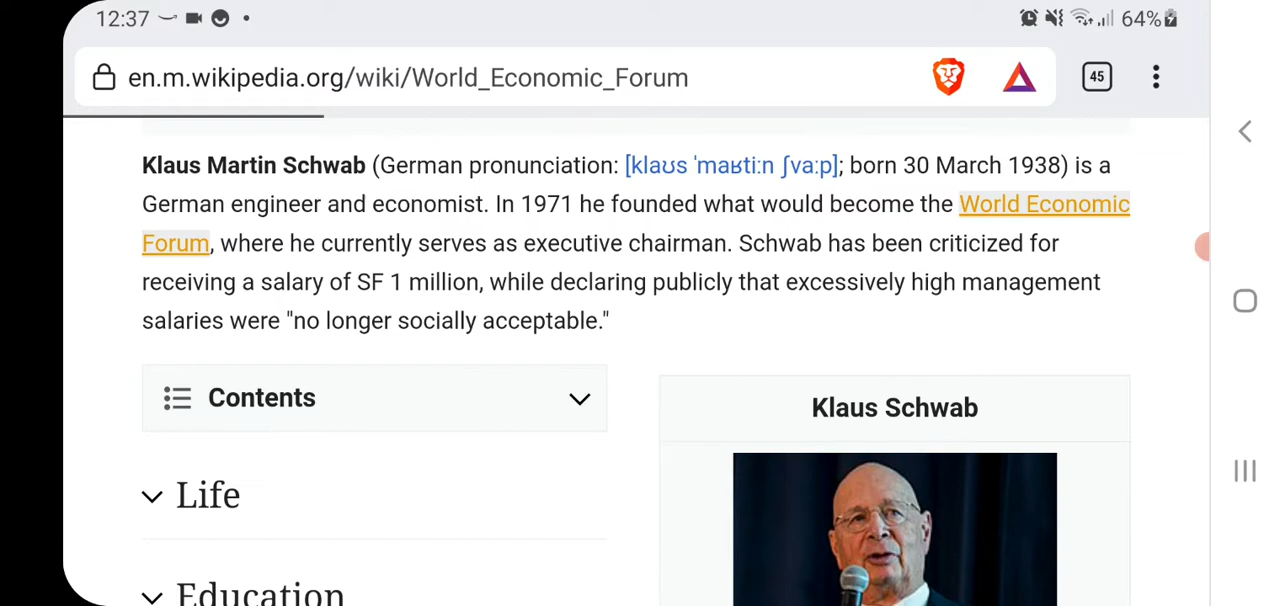 12:37
64%
en.m.wikipedia.org/wiki/World_Economic_Forum
45
Klaus Martin Schwab (German pronunciation: [klaʊs ˈmaʁtiːn ʃvaːp]; born 30 March 1938) is a
German engineer and economist. In 1971 he founded what would become the World Economic
Forum, where he currently serves as executive chairman. Schwab has been criticized for
receiving a salary of SF 1 million, while declaring publicly that excessively high management
salaries were "no longer socially acceptable."
Contents
Klaus Schwab
Life
Education